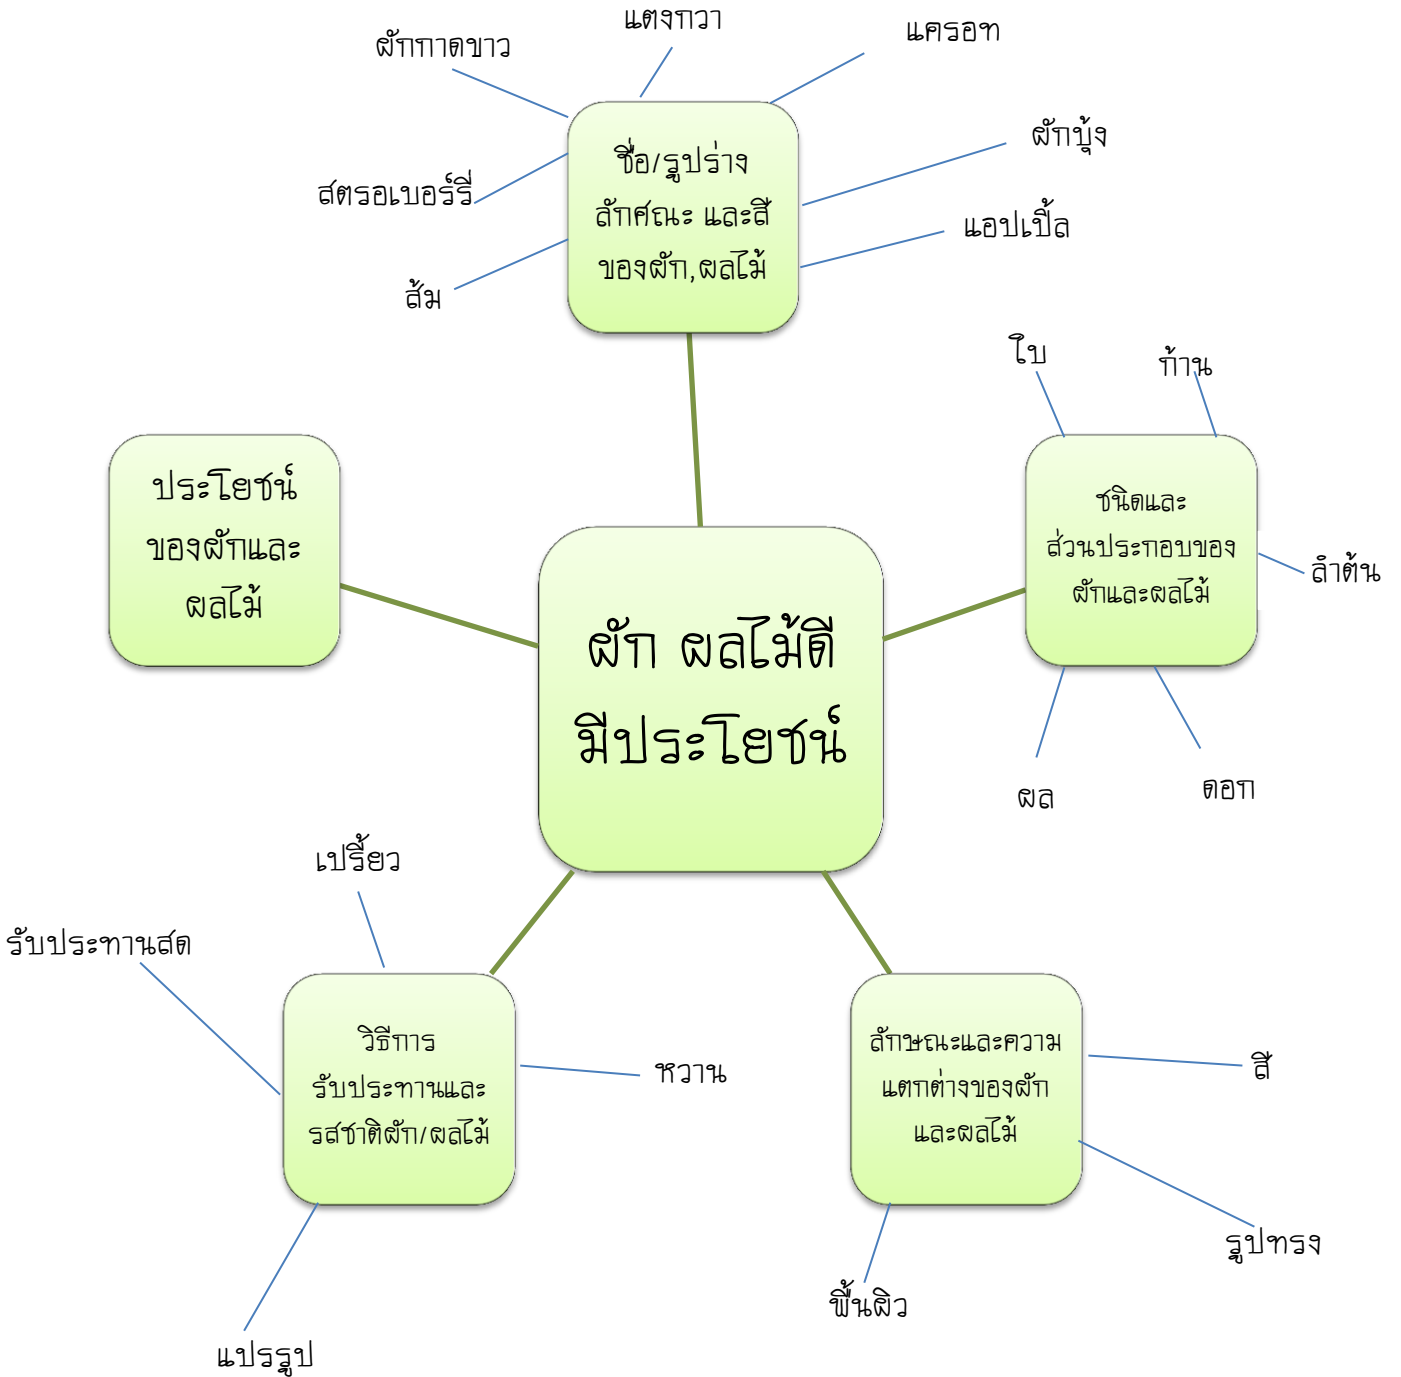 แตงกวา
แครอท
ผักกาดขาว
ผักบุ้ง
ชื่อ/รูปร่าง
ลักศณะ และสี
ของผัก,ผลไม้
สตรอเบอร์รี่
แอปเปิ้ล
ส้ม
ใบ
ก้าน
ประโยชน์
ของผักและ
ผลไม้
ชนิดและ
ส่วนประกอบของ
ผักและผลไม้
ลำต้น
ผัก ผลไม้ดี
มีประโยชน์
ผล
ดอก
เปรี้ยว
รับประทานสด
วิธีการ
รับประทานและ
รสชาติผัก/ผลไม้
หวาน
ลักษณะและความ
แตกต่างของผัก
และผลไม้
สี
รูปทรง
พื้นผิว
แปรรูป